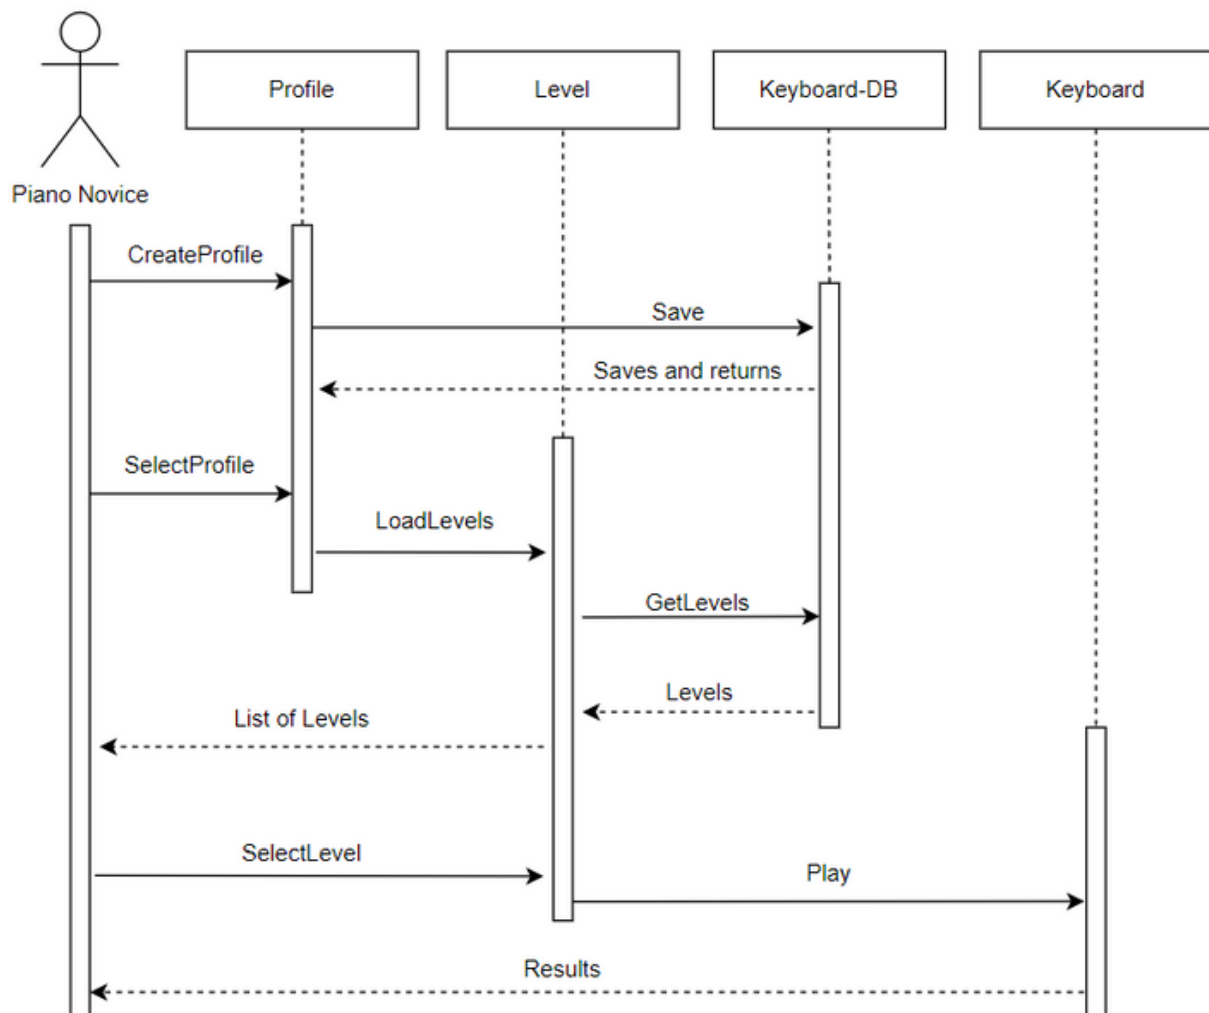 Profile
Level
Keyboard-DB
Keyboard
Piano Novice
CreateProfile
Save
Saves and returns
SelectProfile
LoadLevels
GetLevels
Levels
List of Levels
SelectLevel
Play
Results